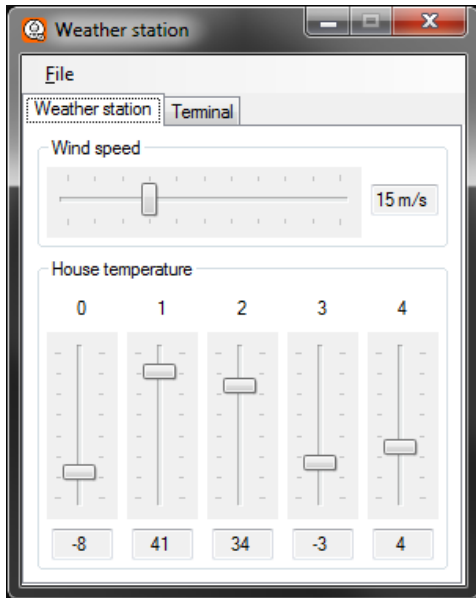 Weather station
File
Weather station Terminal
Wind speed
15 m/s
House temperature
0 1 2 3 4
-8 41 34 -3 4